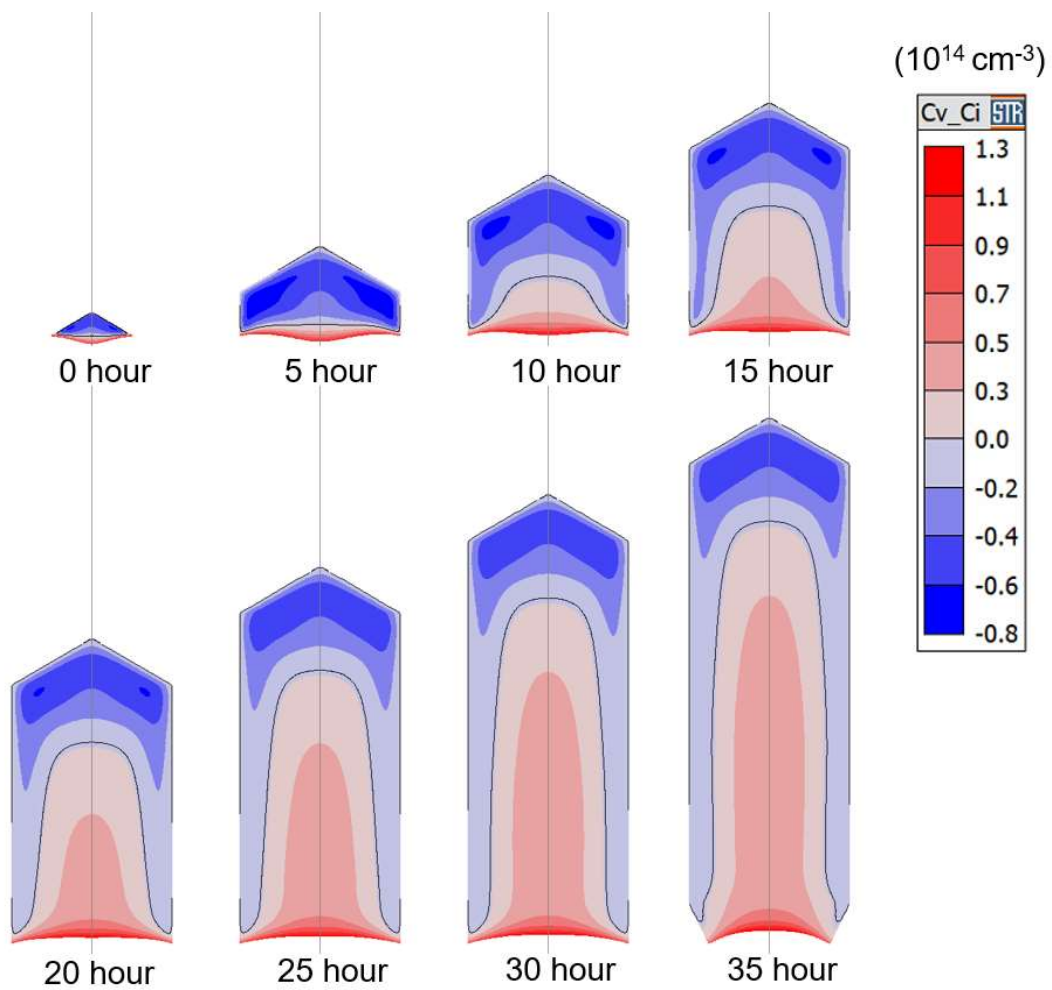 (10¹⁴ cm⁻³)
Cv_Ci STR
1.3
1.1
0.9
0.7
0.5
0.3
0.0
-0.2
-0.4
-0.6
-0.8
0 hour
5 hour
10 hour
15 hour
20 hour
25 hour
30 hour
35 hour